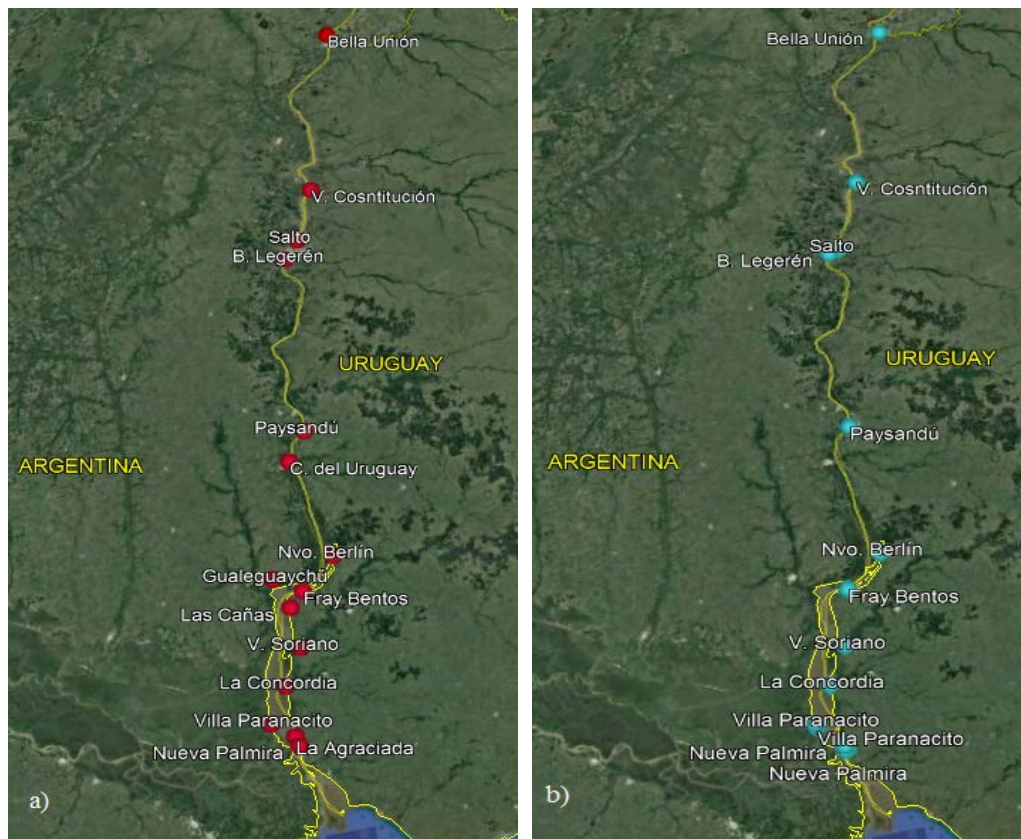 Bella Unión
V. Cosntitución
Salto
B. Legerén
URUGUAY
Paysandú
ARGENTINA
C. del Uruguay
Nvo. Berlín
Gualeguaychú
Fray Bentos
Las Cañas
V. Soriano
La Concordia
Villa Paranacito
La Agraciada
Nueva Palmira
a)
Bella Unión
V. Cosntitución
Salto
B. Legerén
URUGUAY
Paysandú
ARGENTINA
Nvo. Berlín
Fray Bentos
V. Soriano
La Concordia
Villa Paranacito
Villa Paranacito
Nueva Palmira
Nueva Palmira
b)